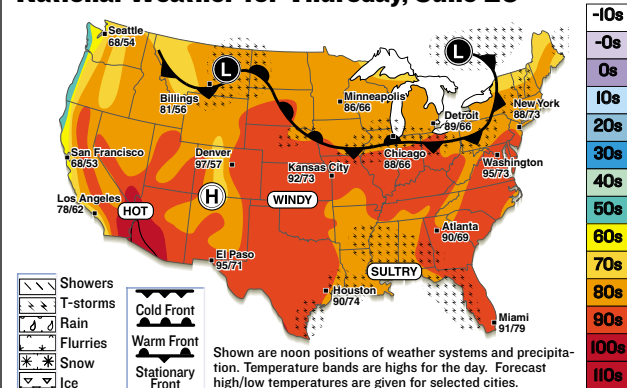 National Weather for Thursday, June
Seattle
68/54
L
L
Billings
81/56
Minneapolis
86/66
Detroit
89/66
New York
88/73
San Francisco
68/53
Denver
97/57
Kansas City
92/73
Chicago
88/66
Washington
95/73
Los Angeles
78/62
HOT
H
WINDY
Atlanta
90/69
El Paso
95/71
SULTRY
Houston
90/74
Miami
91/79
Showers
T-storms
Rain
Flurries
Snow
Ice
Cold Front
Warm Front
Stationary
Front
Shown are noon positions of weather systems and precipita-
tion. Temperature bands are highs for the day. Forecast
high/low temperatures are given for selected cities.
-10s
-0s
0s
10s
20s
30s
40s
50s
60s
70s
80s
90s
100s
110s